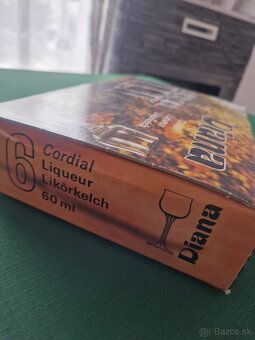 6
Cordial
Liqueur
Likörkelch
60 ml
Diana
Diana
© Bazos.sk